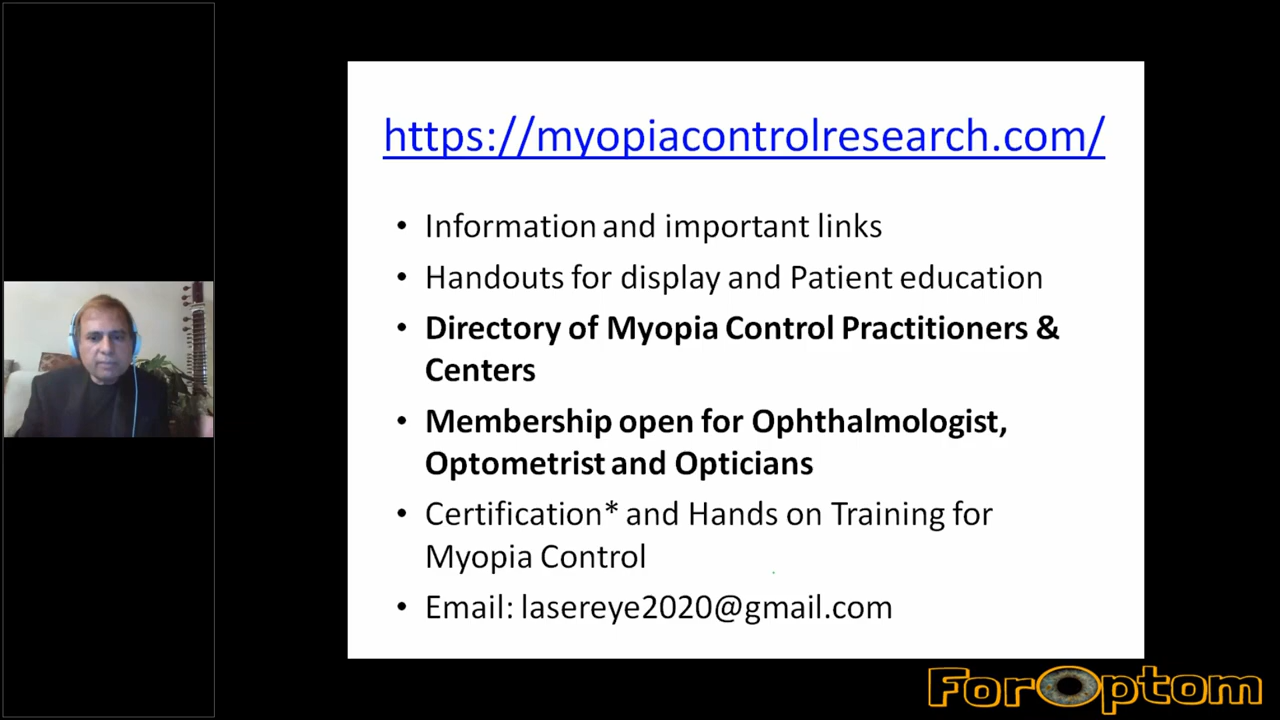 https://myopiacontrolresearch.com/
• Information and important links
• Handouts for display and Patient education
• Directory of Myopia Control Practitioners &
Centers
• Membership open for Ophthalmologist,
Optometrist and Opticians
• Certification* and Hands on Training for
Myopia Control
• Email: lasereye2020@gmail.com
ForOptom